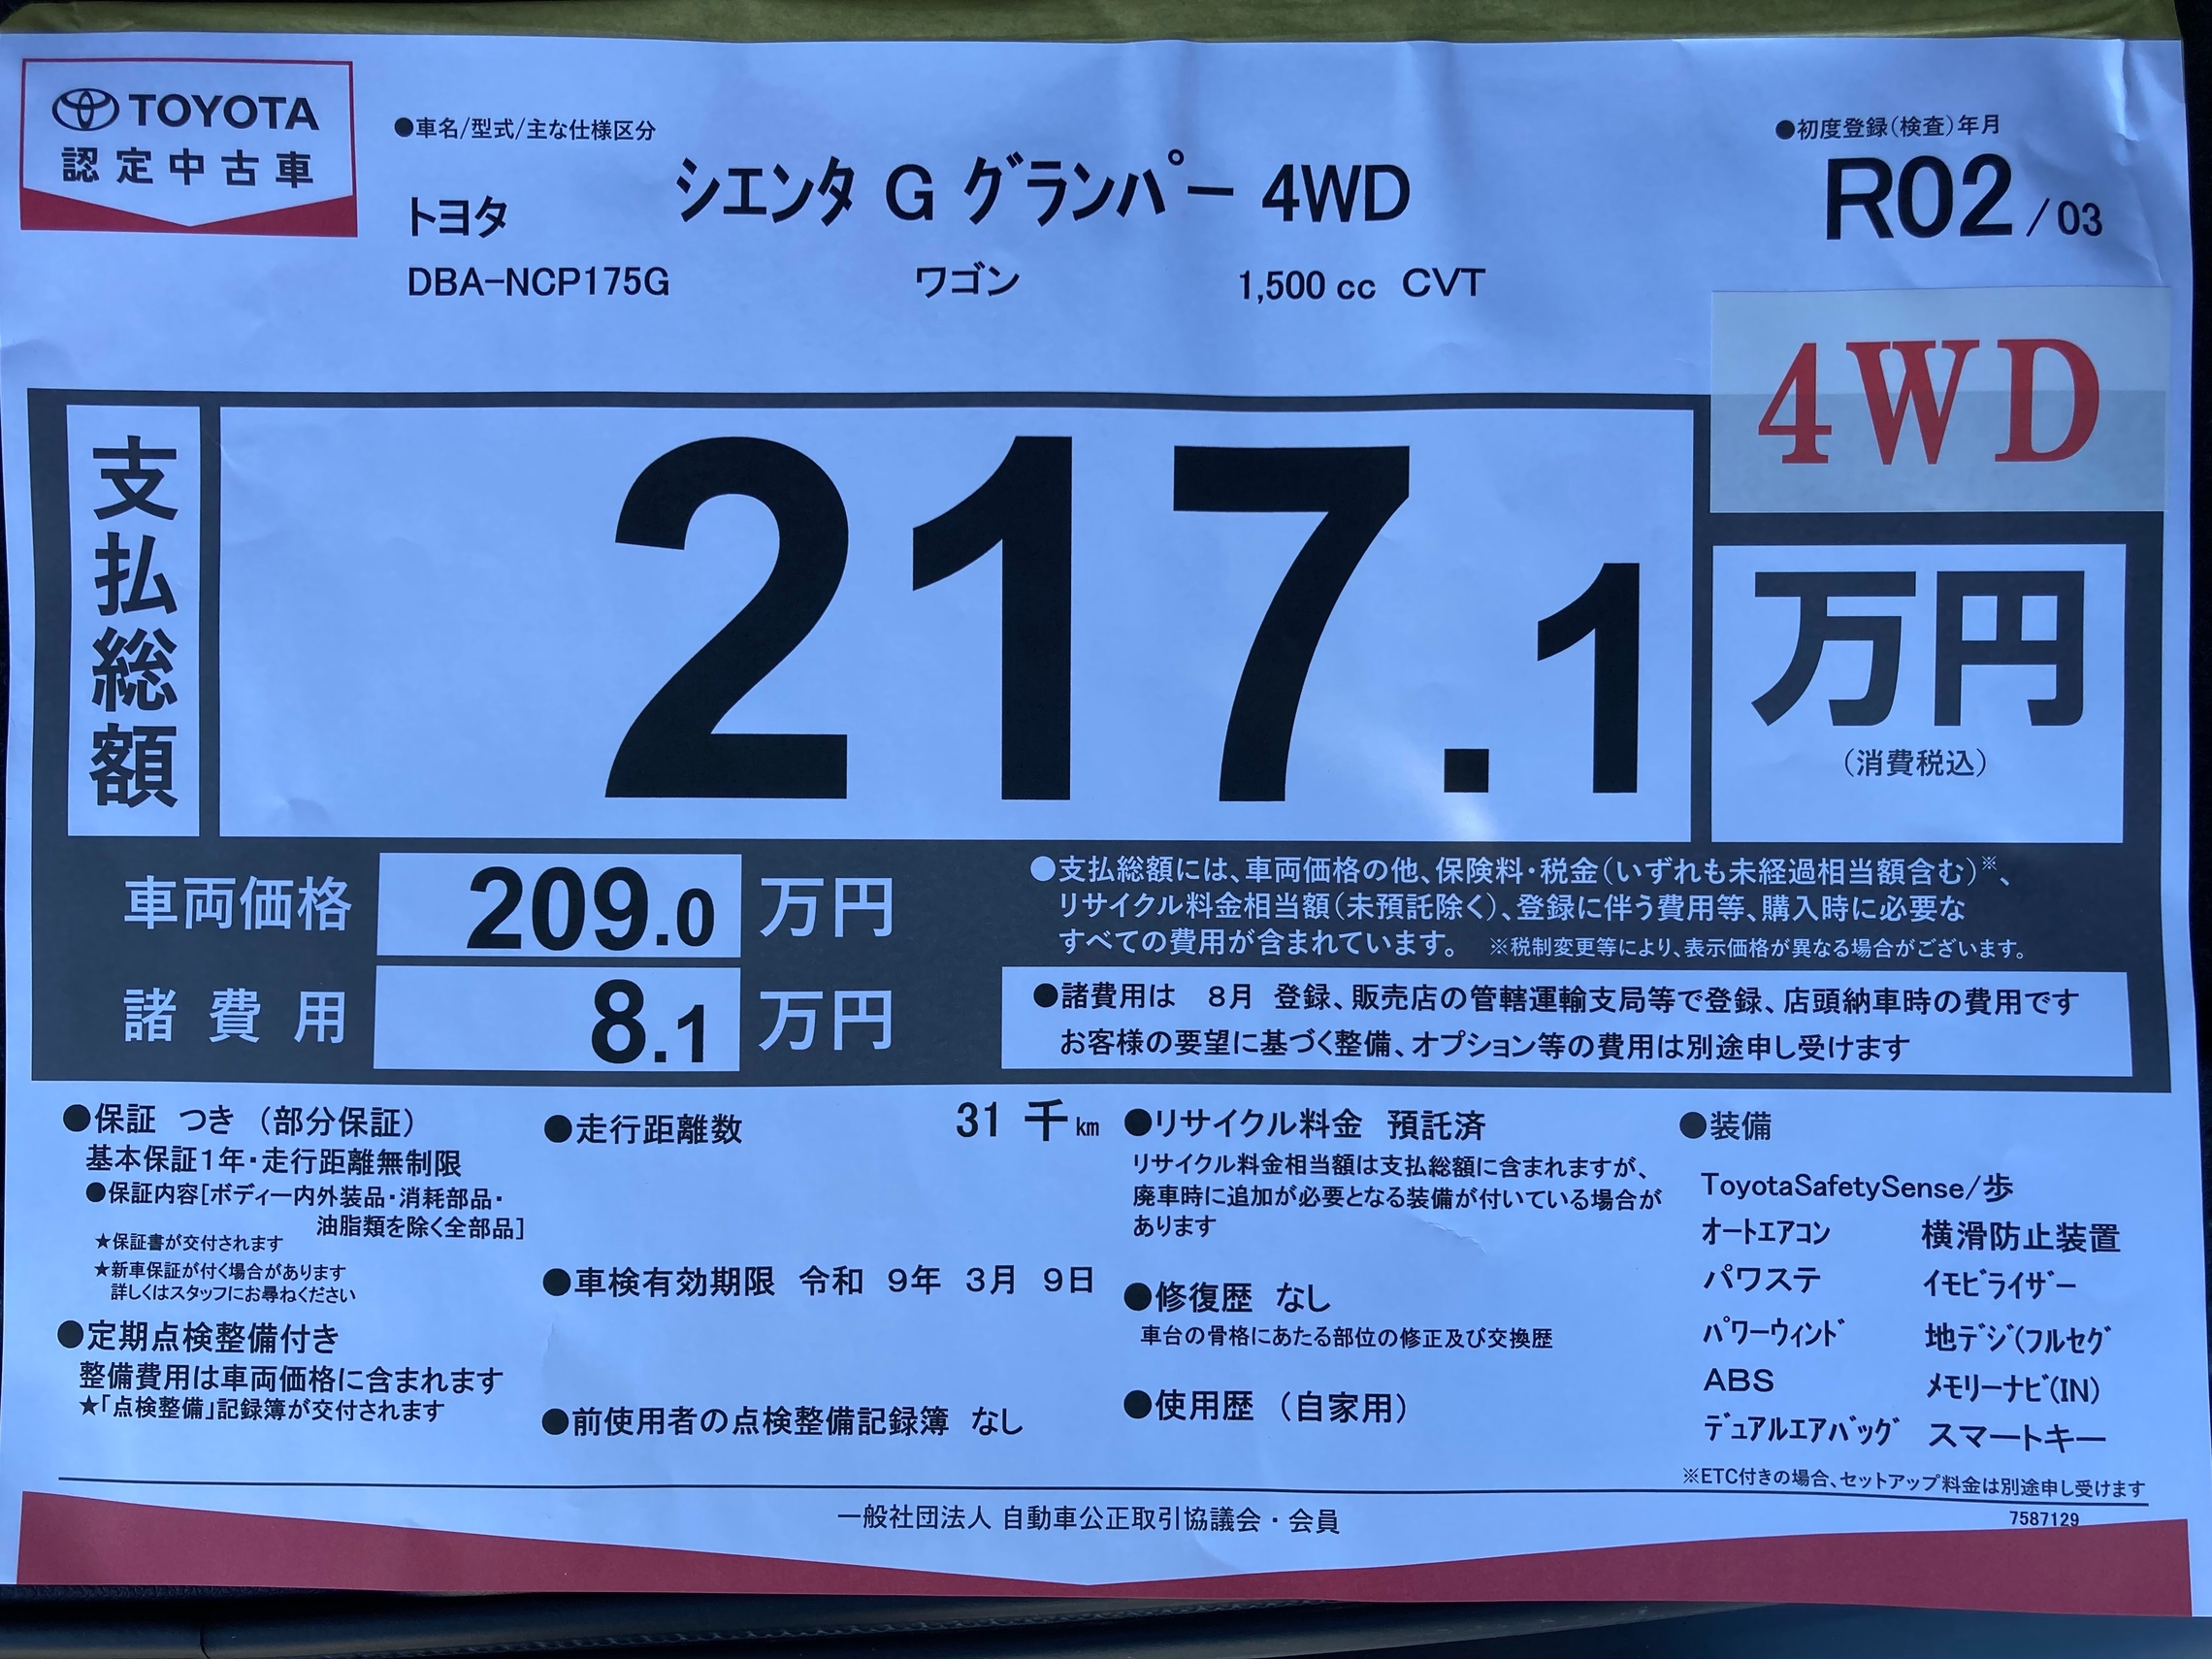 TOYOTA
認定中古車
●車名/型式/主な仕様区分
トヨタ
シエンタ G グランパー 4WD
DBA-NCP175G ワゴン 1,500 cc CVT
●初度登録(検査)年月
R02/03
4WD
支払総額
217.1
万円
(消費税込)
車両価格 209.0 万円
諸費用 8.1 万円
●支払総額には、車両価格の他、保険料・税金(いずれも未経過相当額含む)※、
リサイクル料金相当額(未預託除く)、登録に伴う費用等、購入時に必要な
すべての費用が含まれています。 ※税制変更等により、表示価格が異なる場合がございます。
●諸費用は 8月 登録、販売店の管轄運輸支局等で登録、店頭納車時の費用です
お客様の要望に基づく整備、オプション等の費用は別途申し受けます
●保証 つき (部分保証)
基本保証1年・走行距離無制限
●保証内容[ボディー内外装品・消耗部品・
油脂類を除く全部品]
★保証書が交付されます
★新車保証が付く場合があります
詳しくはスタッフにお尋ねください
●定期点検整備付き
整備費用は車両価格に含まれます
★「点検整備」記録簿が交付されます
●走行距離数 31 千km
●車検有効期限 令和 9年 3月 9日
●前使用者の点検整備記録簿 なし
●リサイクル料金 預託済
リサイクル料金相当額は支払総額に含まれますが、
廃車時に追加が必要となる装備が付いている場合が
あります
●修復歴 なし
車台の骨格にあたる部位の修正及び交換歴
●使用歴 (自家用)
●装備
ToyotaSafetySense/歩
オートエアコン 横滑防止装置
パワステ イモビライザー
パワーウィンド 地デジ(フルセグ
ABS メモリーナビ(IN)
デュアルエアバッグ スマートキー
※ETC付きの場合、セットアップ料金は別途申し受けます
一般社団法人 自動車公正取引協議会・会員
7587129